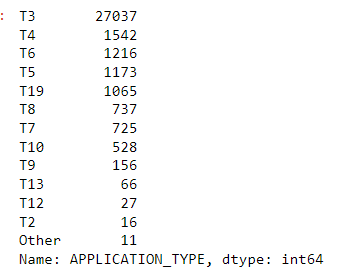 : T3 27037
T4 1542
T6 1216
T5 1173
T19 1065
T8 737
T7 725
T10 528
T9 156
T13 66
T12 27
T2 16
Other 11
Name: APPLICATION_TYPE, dtype: int64